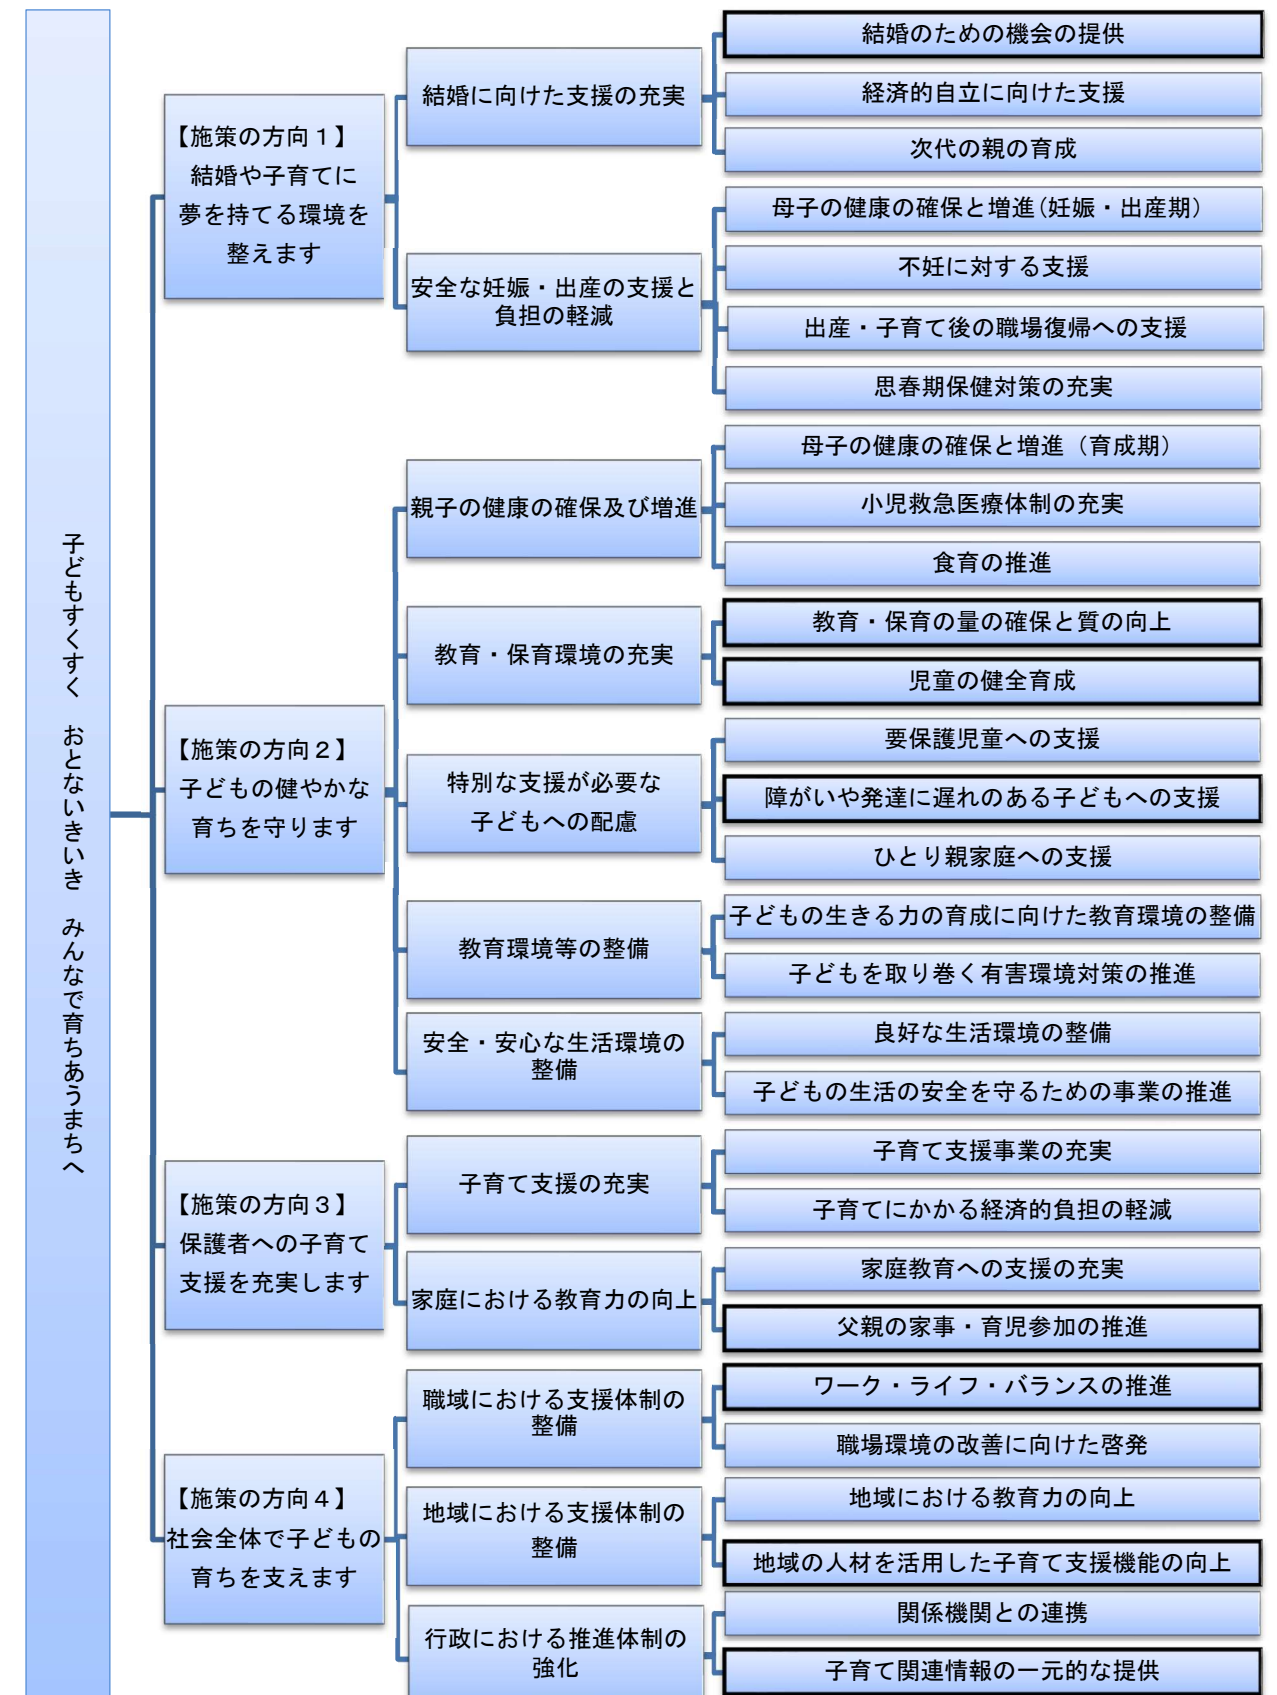 子どもすくすく　おとないきいき　みんなで育ちあうまちへ
【施策の方向１】
結婚や子育てに
夢を持てる環境を
整えます
結婚に向けた支援の充実
結婚のための機会の提供
経済的自立に向けた支援
次代の親の育成
安全な妊娠・出産の支援と
負担の軽減
母子の健康の確保と増進(妊娠・出産期)
不妊に対する支援
出産・子育て後の職場復帰への支援
思春期保健対策の充実
【施策の方向２】
子どもの健やかな
育ちを守ります
親子の健康の確保及び増進
母子の健康の確保と増進（育成期）
小児救急医療体制の充実
食育の推進
教育・保育環境の充実
教育・保育の量の確保と質の向上
児童の健全育成
特別な支援が必要な
子どもへの配慮
要保護児童への支援
障がいや発達に遅れのある子どもへの支援
ひとり親家庭への支援
教育環境等の整備
子どもの生きる力の育成に向けた教育環境の整備
子どもを取り巻く有害環境対策の推進
安全・安心な生活環境の
整備
良好な生活環境の整備
子どもの生活の安全を守るための事業の推進
【施策の方向３】
保護者への子育て
支援を充実します
子育て支援の充実
子育て支援事業の充実
子育てにかかる経済的負担の軽減
家庭における教育力の向上
家庭教育への支援の充実
父親の家事・育児参加の推進
【施策の方向４】
社会全体で子どもの
育ちを支えます
職域における支援体制の
整備
ワーク・ライフ・バランスの推進
職場環境の改善に向けた啓発
地域における支援体制の
整備
地域における教育力の向上
地域の人材を活用した子育て支援機能の向上
行政における推進体制の
強化
関係機関との連携
子育て関連情報の一元的な提供